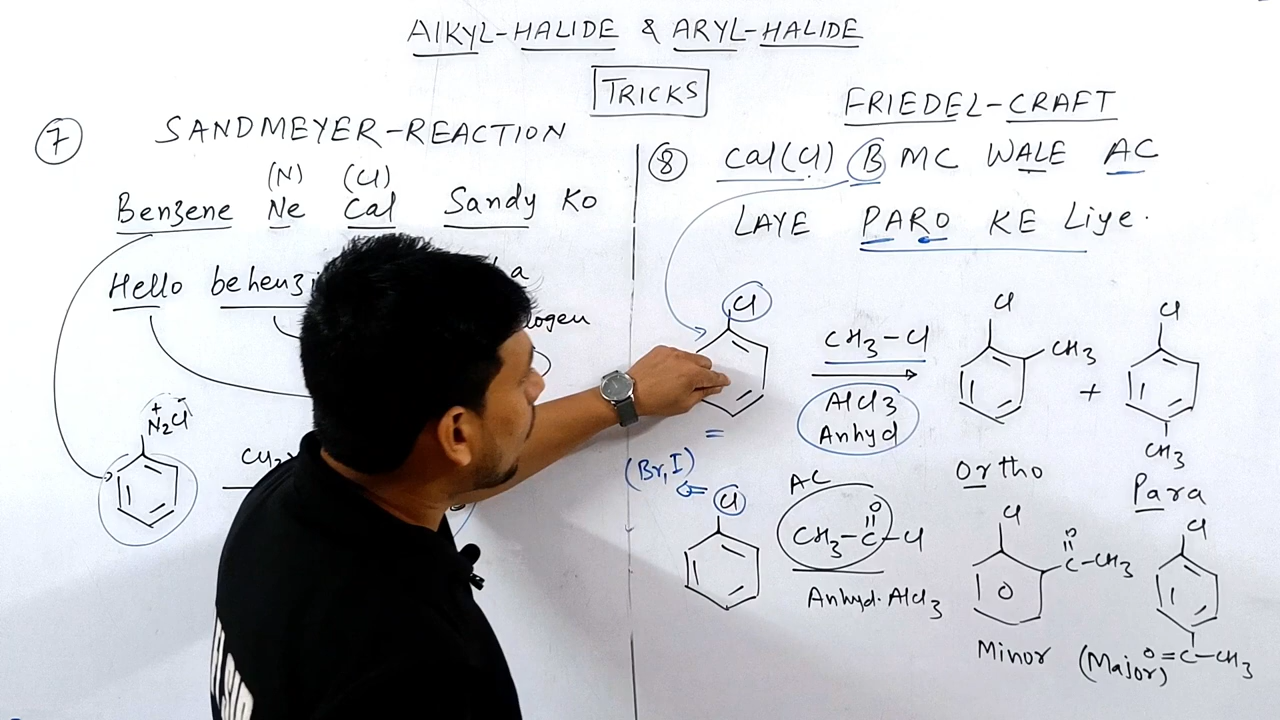 AlKyL-HALIDE & ARYL-HALIDE
TRICKS
7
SANDMEYER-REACTION
(N) (Cl)
Benzene Ne Cal Sandy Ko
Hello
N2Cl
+ -
FRIEDEL-CRAFT
8 Cal(Cl) B MC WALE AC
LAYE PARO KE Liye.
Cl
CH3-Cl
AlCl3
Anhyd
Cl
CH3
+
Cl
CH3
Ortho
Para
(Br, I)
Cl
AC
O
CH3-C-Cl
Anhyd. AlCl3
Cl
O
C-CH3
Minor
Cl
O=C-CH3
(Major)